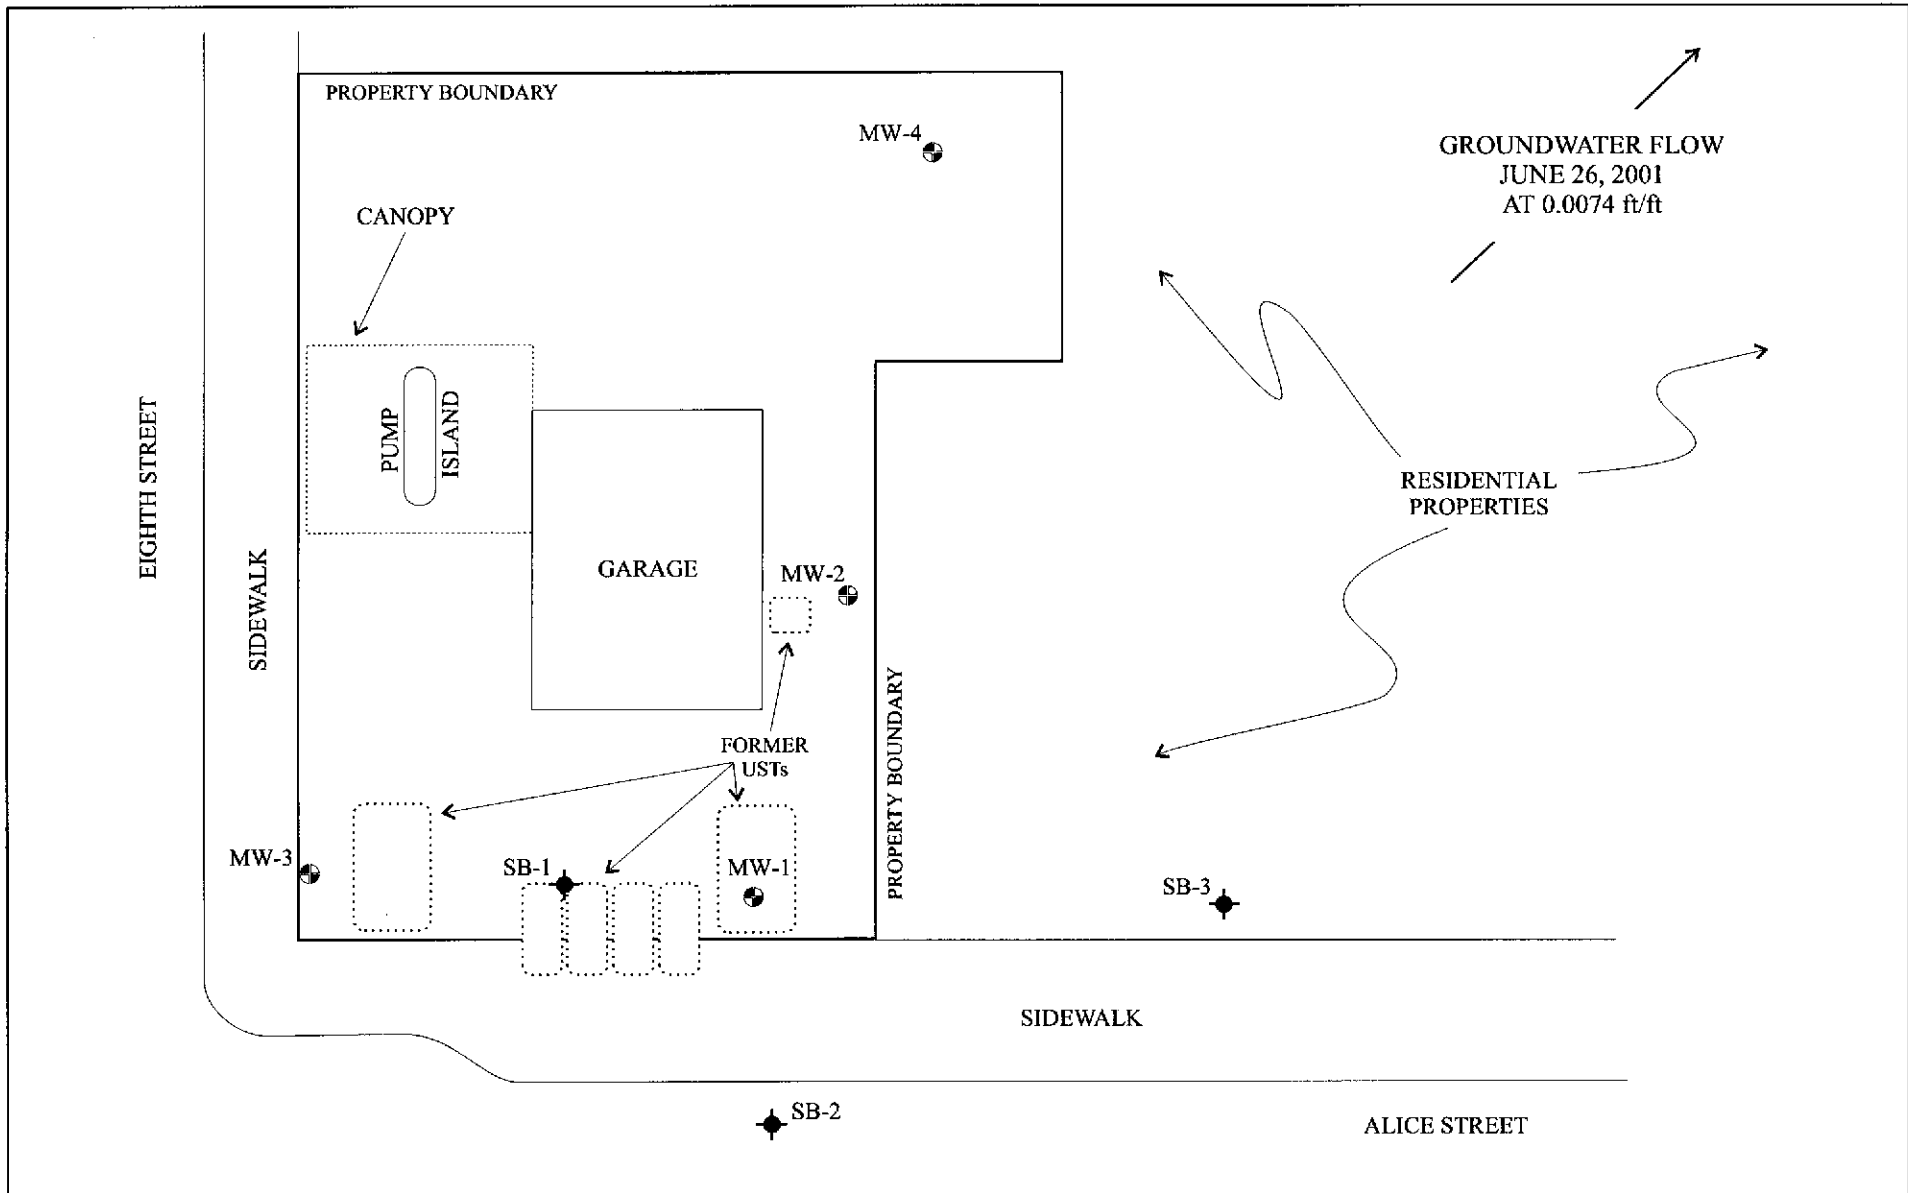 PROPERTY BOUNDARY
MW-4
GROUNDWATER FLOW
JUNE 26, 2001
AT 0.0074 ft/ft
CANOPY
PUMP
ISLAND
EIGHTH STREET
SIDEWALK
GARAGE
MW-2
RESIDENTIAL
PROPERTIES
PROPERTY BOUNDARY
FORMER
USTs
MW-3
SB-1
MW-1
SB-3
SIDEWALK
SB-2
ALICE STREET